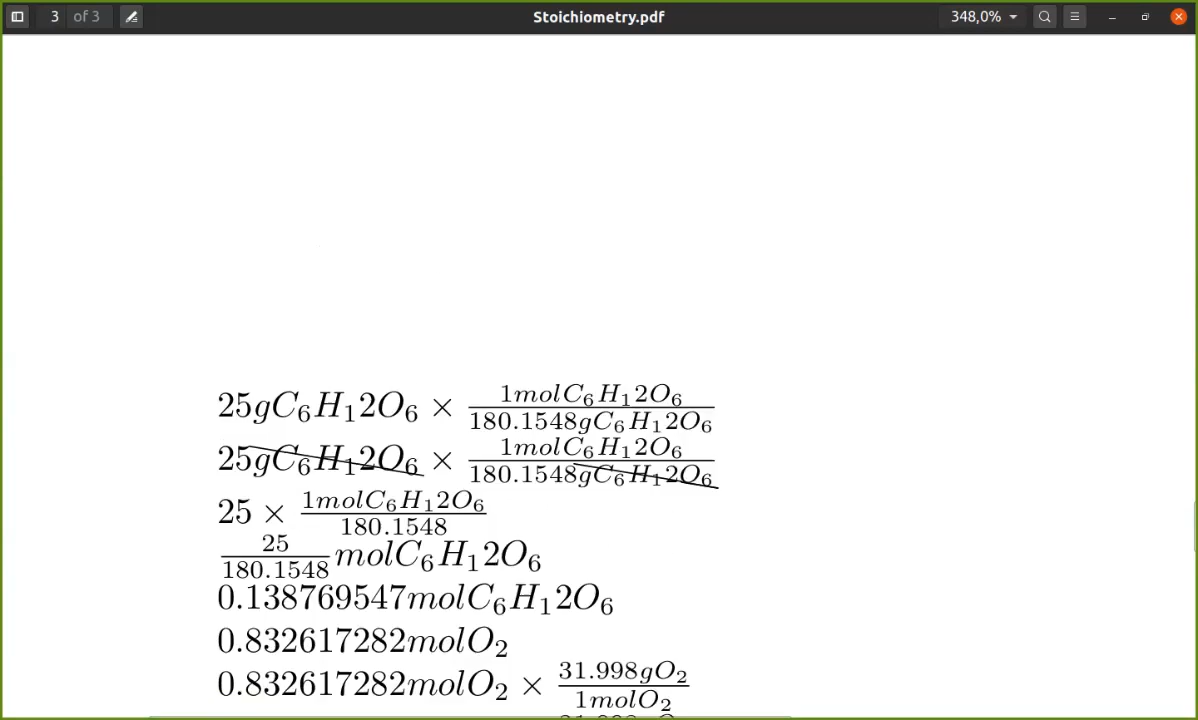 3 of 3 Stoichiometry.pdf 348,0%
25gC₆H₁2O₆ × 1molC₆H₁2O₆ / 180.1548gC₆H₁2O₆
25gC₆H₁2O₆ × 1molC₆H₁2O₆ / 180.1548gC₆H₁2O₆
25 × 1molC₆H₁2O₆ / 180.1548
25 / 180.1548 molC₆H₁2O₆
0.138769547molC₆H₁2O₆
0.832617282molO₂
0.832617282molO₂ × 31.998gO₂ / 1molO₂